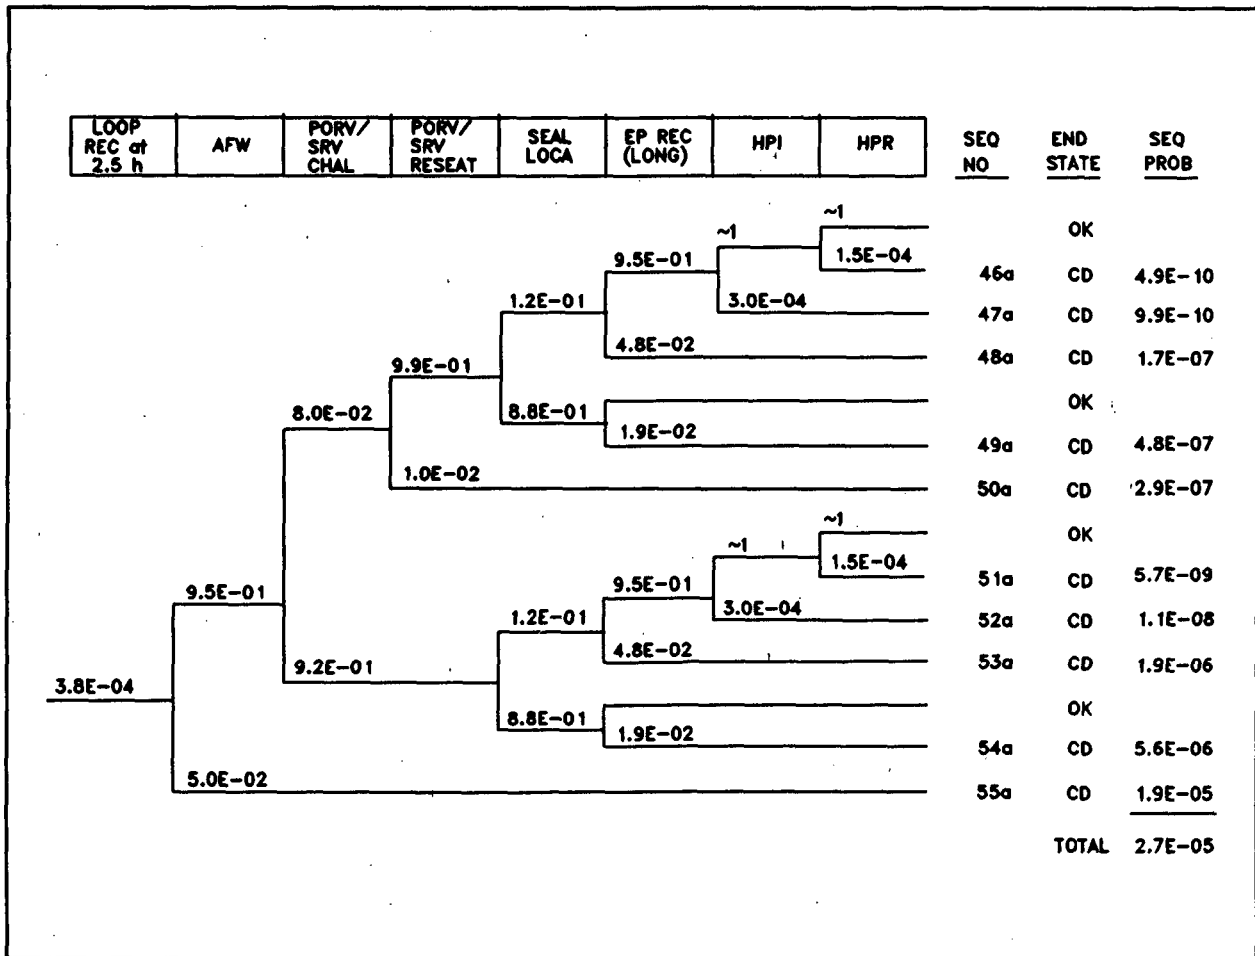 LOOP REC at 2.5 h
AFW
PORV/ SRV CHAL
PORV/ SRV RESEAT
SEAL LOCA
EP REC (LONG)
HPI
HPR
SEQ NO
END STATE
SEQ PROB
~1
OK
~1
9.5E-01
1.5E-04
46a CD 4.9E-10
1.2E-01
3.0E-04
47a CD 9.9E-10
4.8E-02
48a CD 1.7E-07
9.9E-01
OK
8.0E-02
8.8E-01
1.9E-02
49a CD 4.8E-07
1.0E-02
50a CD 2.9E-07
~1
OK
~1
1.5E-04
51a CD 5.7E-09
9.5E-01
9.5E-01
1.2E-01
3.0E-04
52a CD 1.1E-08
4.8E-02
53a CD 1.9E-06
9.2E-01
3.8E-04
OK
8.8E-01
1.9E-02
54a CD 5.6E-06
5.0E-02
55a CD 1.9E-05
TOTAL 2.7E-05